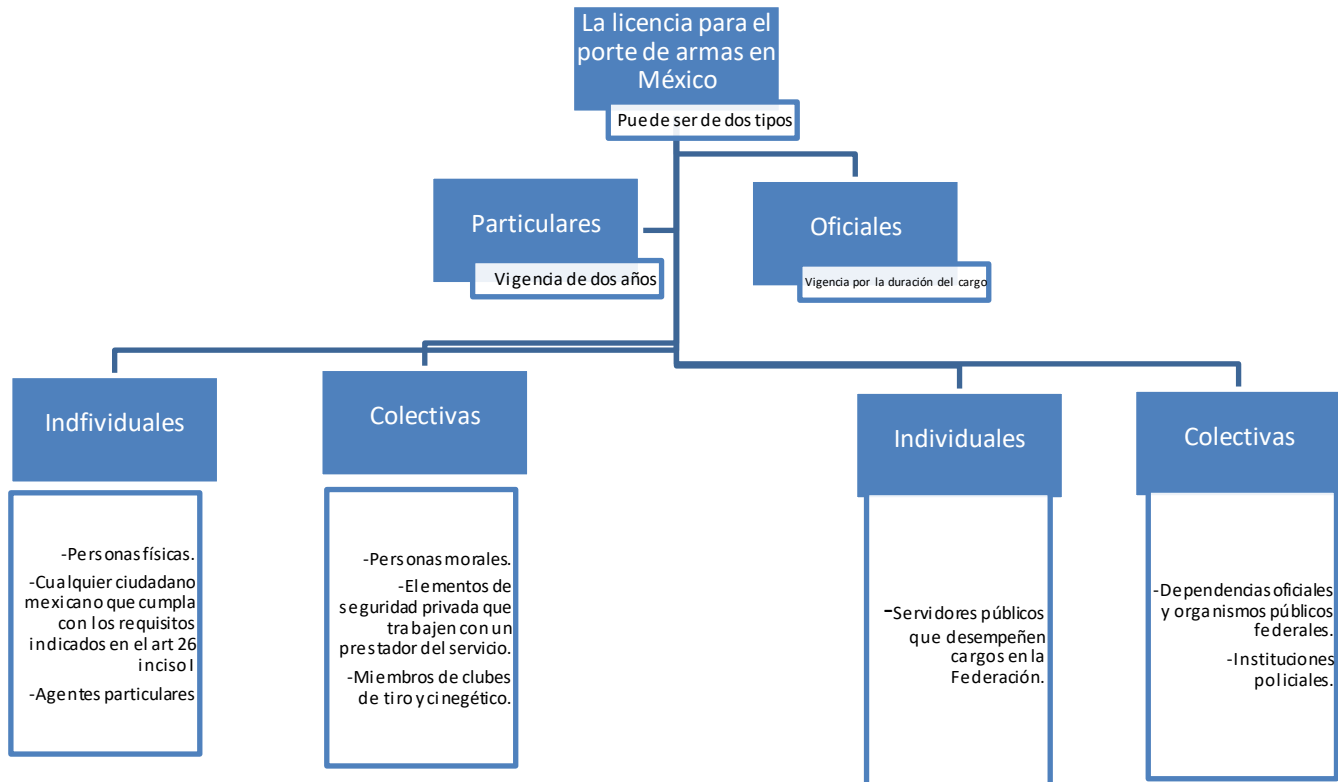 La licencia para el
porte de armas en
México
Puede ser de dos tipos
Particulares
Vigencia de dos años
Oficiales
Vigencia por la duración del cargo
Indfividuales
-Personas físicas.
-Cualquier ciudadano
mexicano que cumpla
con los requisitos
indicados en el art 26
inciso I
-Agentes particulares
Colectivas
-Personas morales.
-Elementos de
seguridad privada que
trabajen con un
prestador del servicio.
-Miembros de clubes
de tiro y cinegético.
Individuales
-Servidores públicos
que desempeñen
cargos en la
Federación.
Colectivas
-Dependencias oficiales
y organismos públicos
federales.
-Instituciones
policiales.